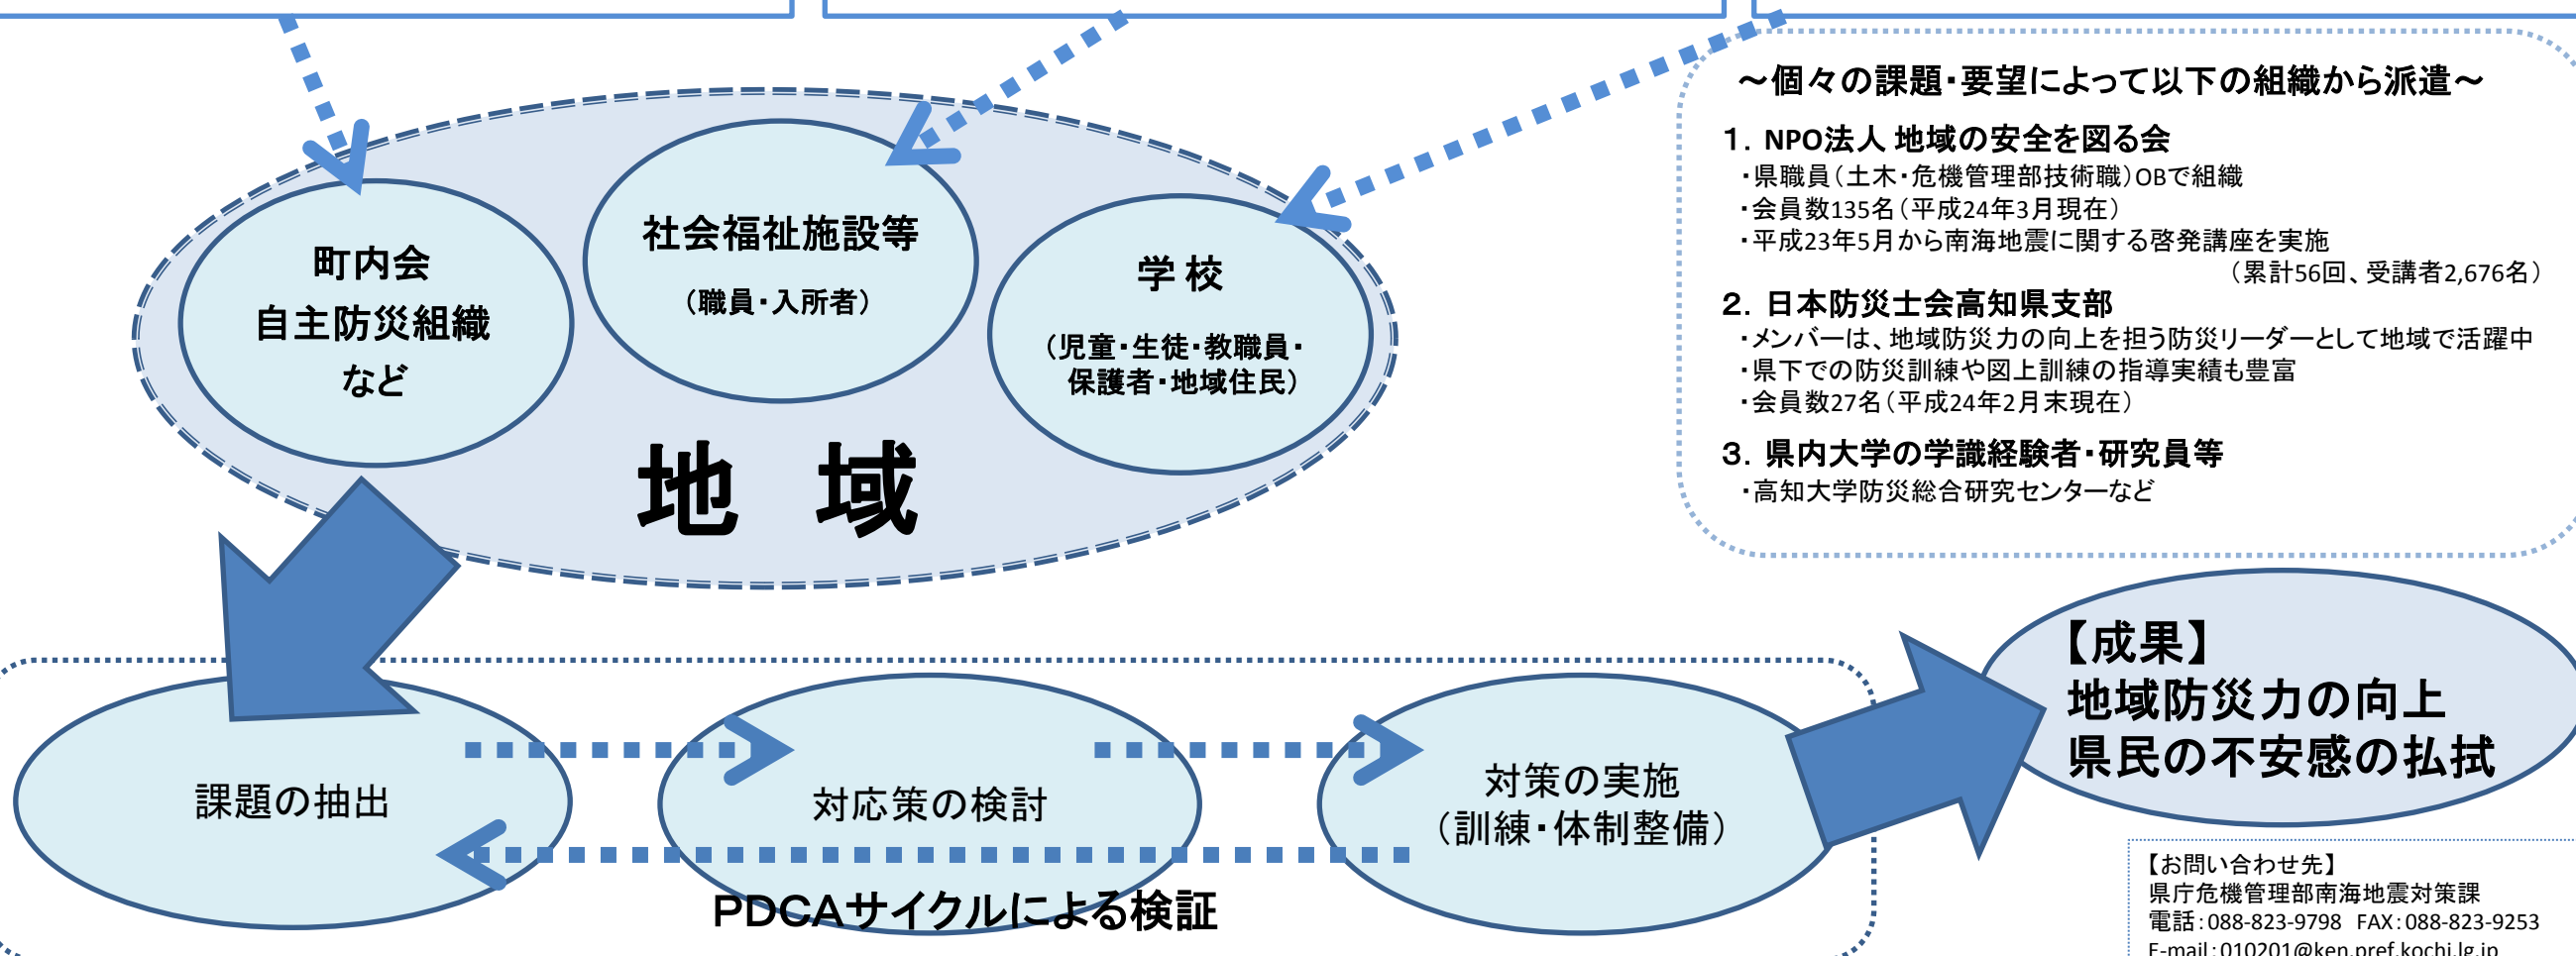 ～個々の課題・要望によって以下の組織から派遣～
１．NPO法人 地域の安全を図る会
・県職員（土木・危機管理部技術職）OBで組織
・会員数135名（平成24年3月現在）
・平成23年5月から南海地震に関する啓発講座を実施
（累計56回、受講者2,676名）
２．日本防災士会高知県支部
・メンバーは、地域防災力の向上を担う防災リーダーとして地域で活躍中
・県下での防災訓練や図上訓練の指導実績も豊富
・会員数27名（平成24年2月末現在）
３．県内大学の学識経験者・研究員等
・高知大学防災総合研究センターなど
町内会
自主防災組織
など
社会福祉施設等
（職員・入所者）
学 校
（児童・生徒・教職員・
保護者・地域住民）
地 域
課題の抽出
対応策の検討
対策の実施
（訓練・体制整備）
PDCAサイクルによる検証
【成果】
地域防災力の向上
県民の不安感の払拭
【お問い合わせ先】
県庁危機管理部南海地震対策課
電話：088-823-9798 FAX：088-823-9253
E-mail：010201@ken.pref.kochi.lg.jp